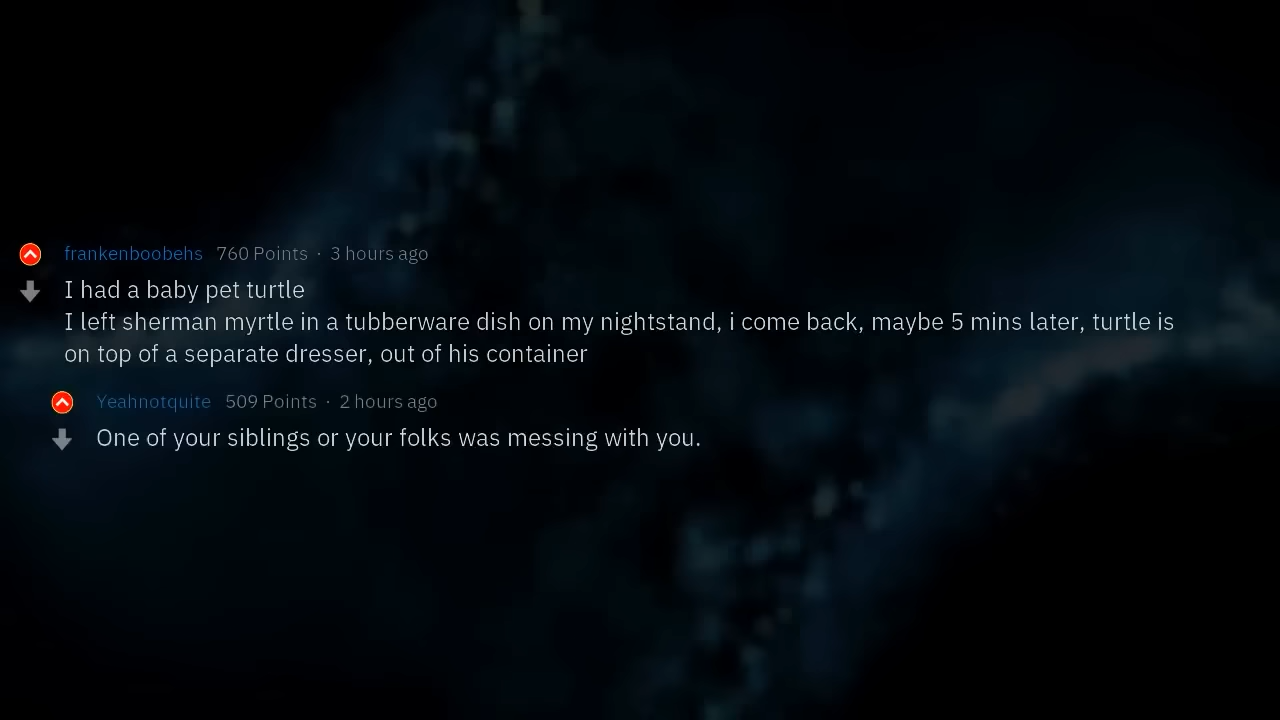 frankenboobehs 760 Points · 3 hours ago
I had a baby pet turtle
I left sherman myrtle in a tubberware dish on my nightstand, i come back, maybe 5 mins later, turtle is
on top of a separate dresser, out of his container
Yeahnotquite 509 Points · 2 hours ago
One of your siblings or your folks was messing with you.